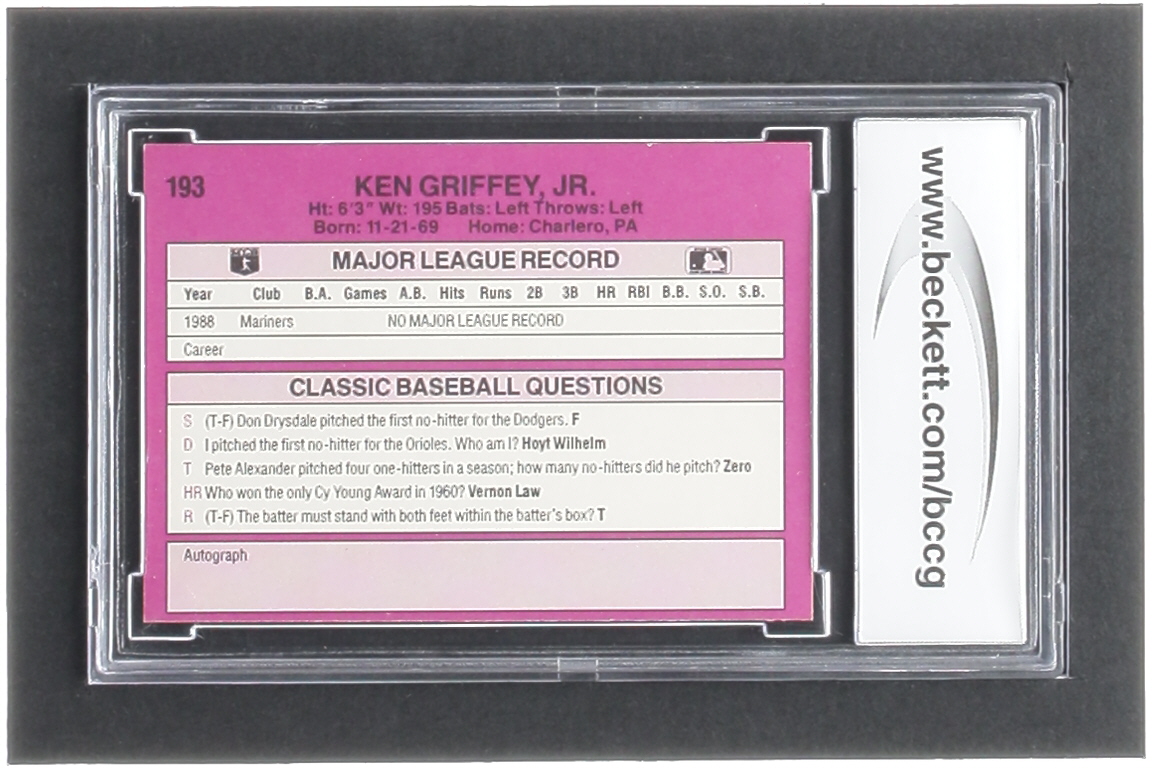 193
KEN GRIFFEY, JR.
Ht: 6'3" Wt: 195 Bats: Left Throws: Left
Born: 11-21-69 Home: Charlero, PA
MAJOR LEAGUE RECORD
Year Club B.A. Games A.B. Hits Runs 2B 3B HR RBI B.B. S.O. S.B.
1988 Mariners NO MAJOR LEAGUE RECORD
Career
CLASSIC BASEBALL QUESTIONS
S (T-F) Don Drysdale pitched the first no-hitter for the Dodgers. F
D I pitched the first no-hitter for the Orioles. Who am I? Hoyt Wilhelm
T Pete Alexander pitched four one-hitters in a season; how many no-hitters did he pitch? Zero
HR Who won the only Cy Young Award in 1960? Vernon Law
R (T-F) The batter must stand with both feet within the batter's box? T
Autograph
www.beckett.com/bccg